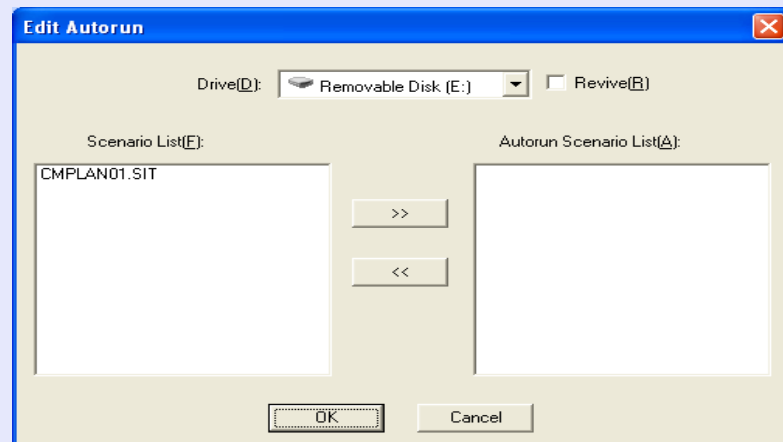 Edit Autorun
Drive(D): Removable Disk (E:) Revive(R)
Scenario List(F): Autorun Scenario List(A):
CMPLAN01.SIT
>>
<<
OK Cancel